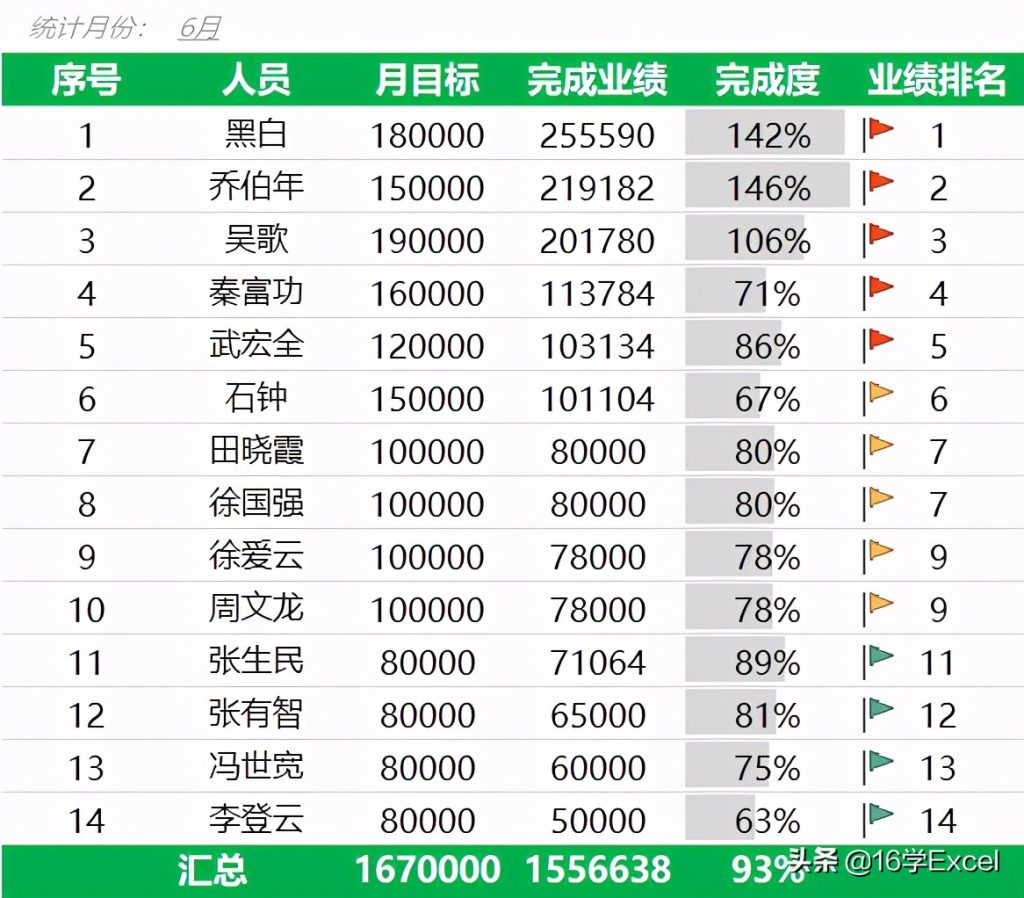 统计月份： 6月
序号 人员 月目标 完成业绩 完成度 业绩排名
1 黑白 180000 255590 142% 1
2 乔伯年 150000 219182 146% 2
3 吴歌 190000 201780 106% 3
4 秦富功 160000 113784 71% 4
5 武宏全 120000 103134 86% 5
6 石钟 150000 101104 67% 6
7 田晓霞 100000 80000 80% 7
8 徐国强 100000 80000 80% 7
9 徐爱云 100000 78000 78% 9
10 周文龙 100000 78000 78% 9
11 张生民 80000 71064 89% 11
12 张有智 80000 65000 81% 12
13 冯世宽 80000 60000 75% 13
14 李登云 80000 50000 63% 14
汇总 1670000 1556638 93%
头条 @16学Excel